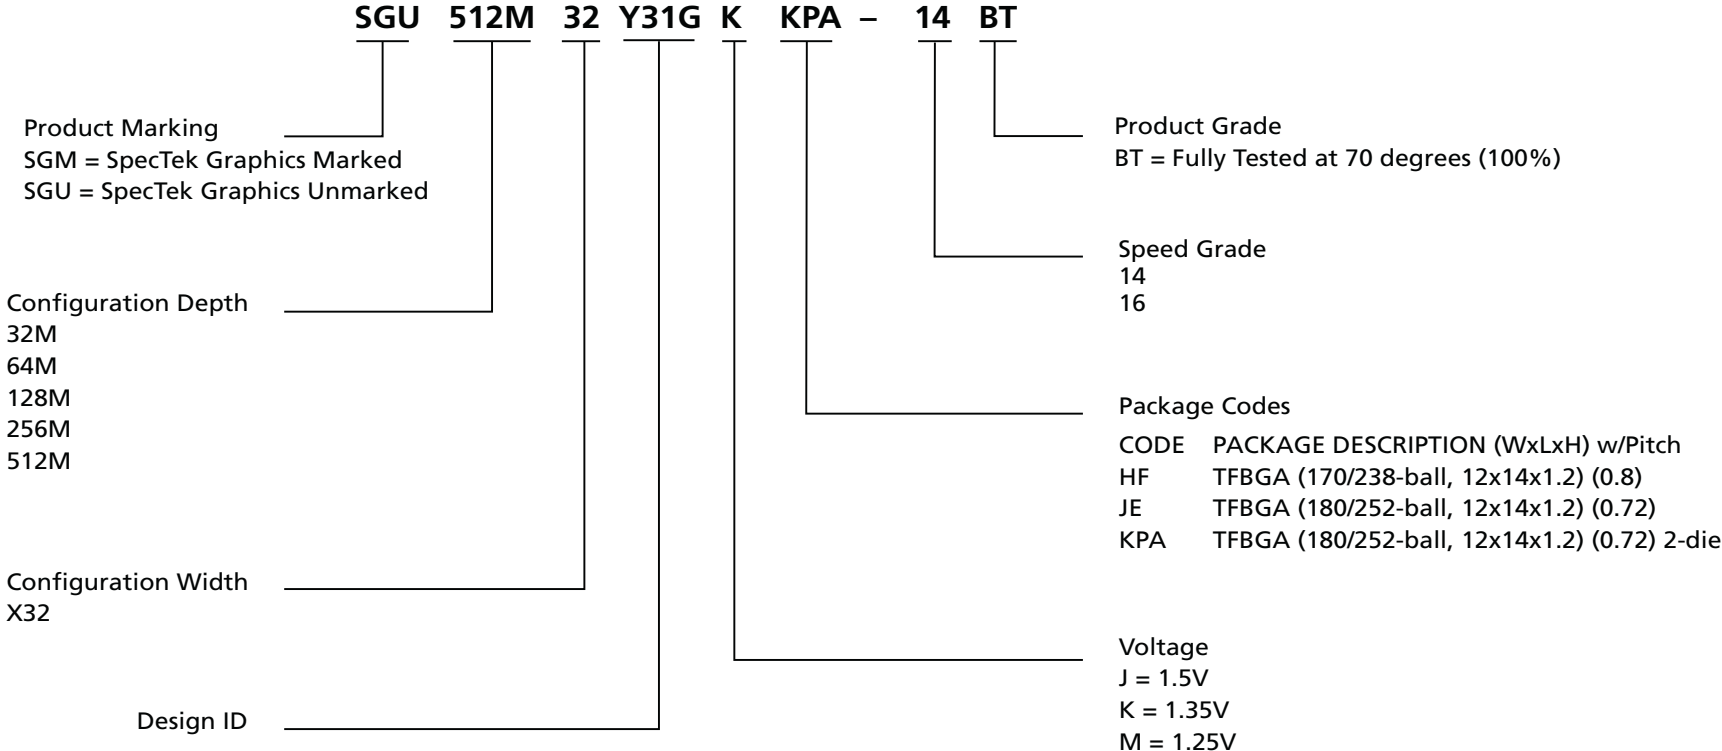 SGU 512M 32 Y31G K KPA – 14 BT
Product Marking
SGM = SpecTek Graphics Marked
SGU = SpecTek Graphics Unmarked
Configuration Depth
32M
64M
128M
256M
512M
Configuration Width
X32
Design ID
Product Grade
BT = Fully Tested at 70 degrees (100%)
Speed Grade
14
16
Package Codes
CODE PACKAGE DESCRIPTION (WxLxH) w/Pitch
HF TFBGA (170/238-ball, 12x14x1.2) (0.8)
JE TFBGA (180/252-ball, 12x14x1.2) (0.72)
KPA TFBGA (180/252-ball, 12x14x1.2) (0.72) 2-die
Voltage
J = 1.5V
K = 1.35V
M = 1.25V